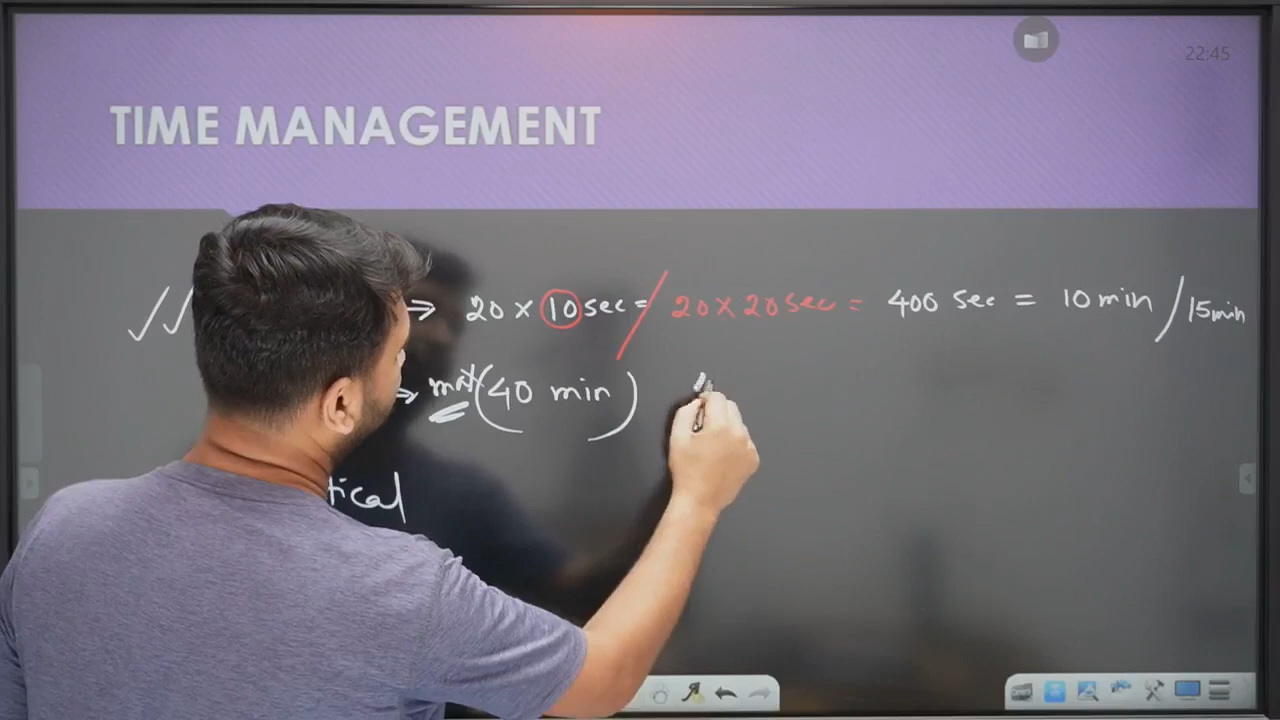 22:45
TIME MANAGEMENT
→ 20 × 10 sec = / 20 × 20 sec = 400 sec = 10 min / 15 min
→ mat (40 min)
tical